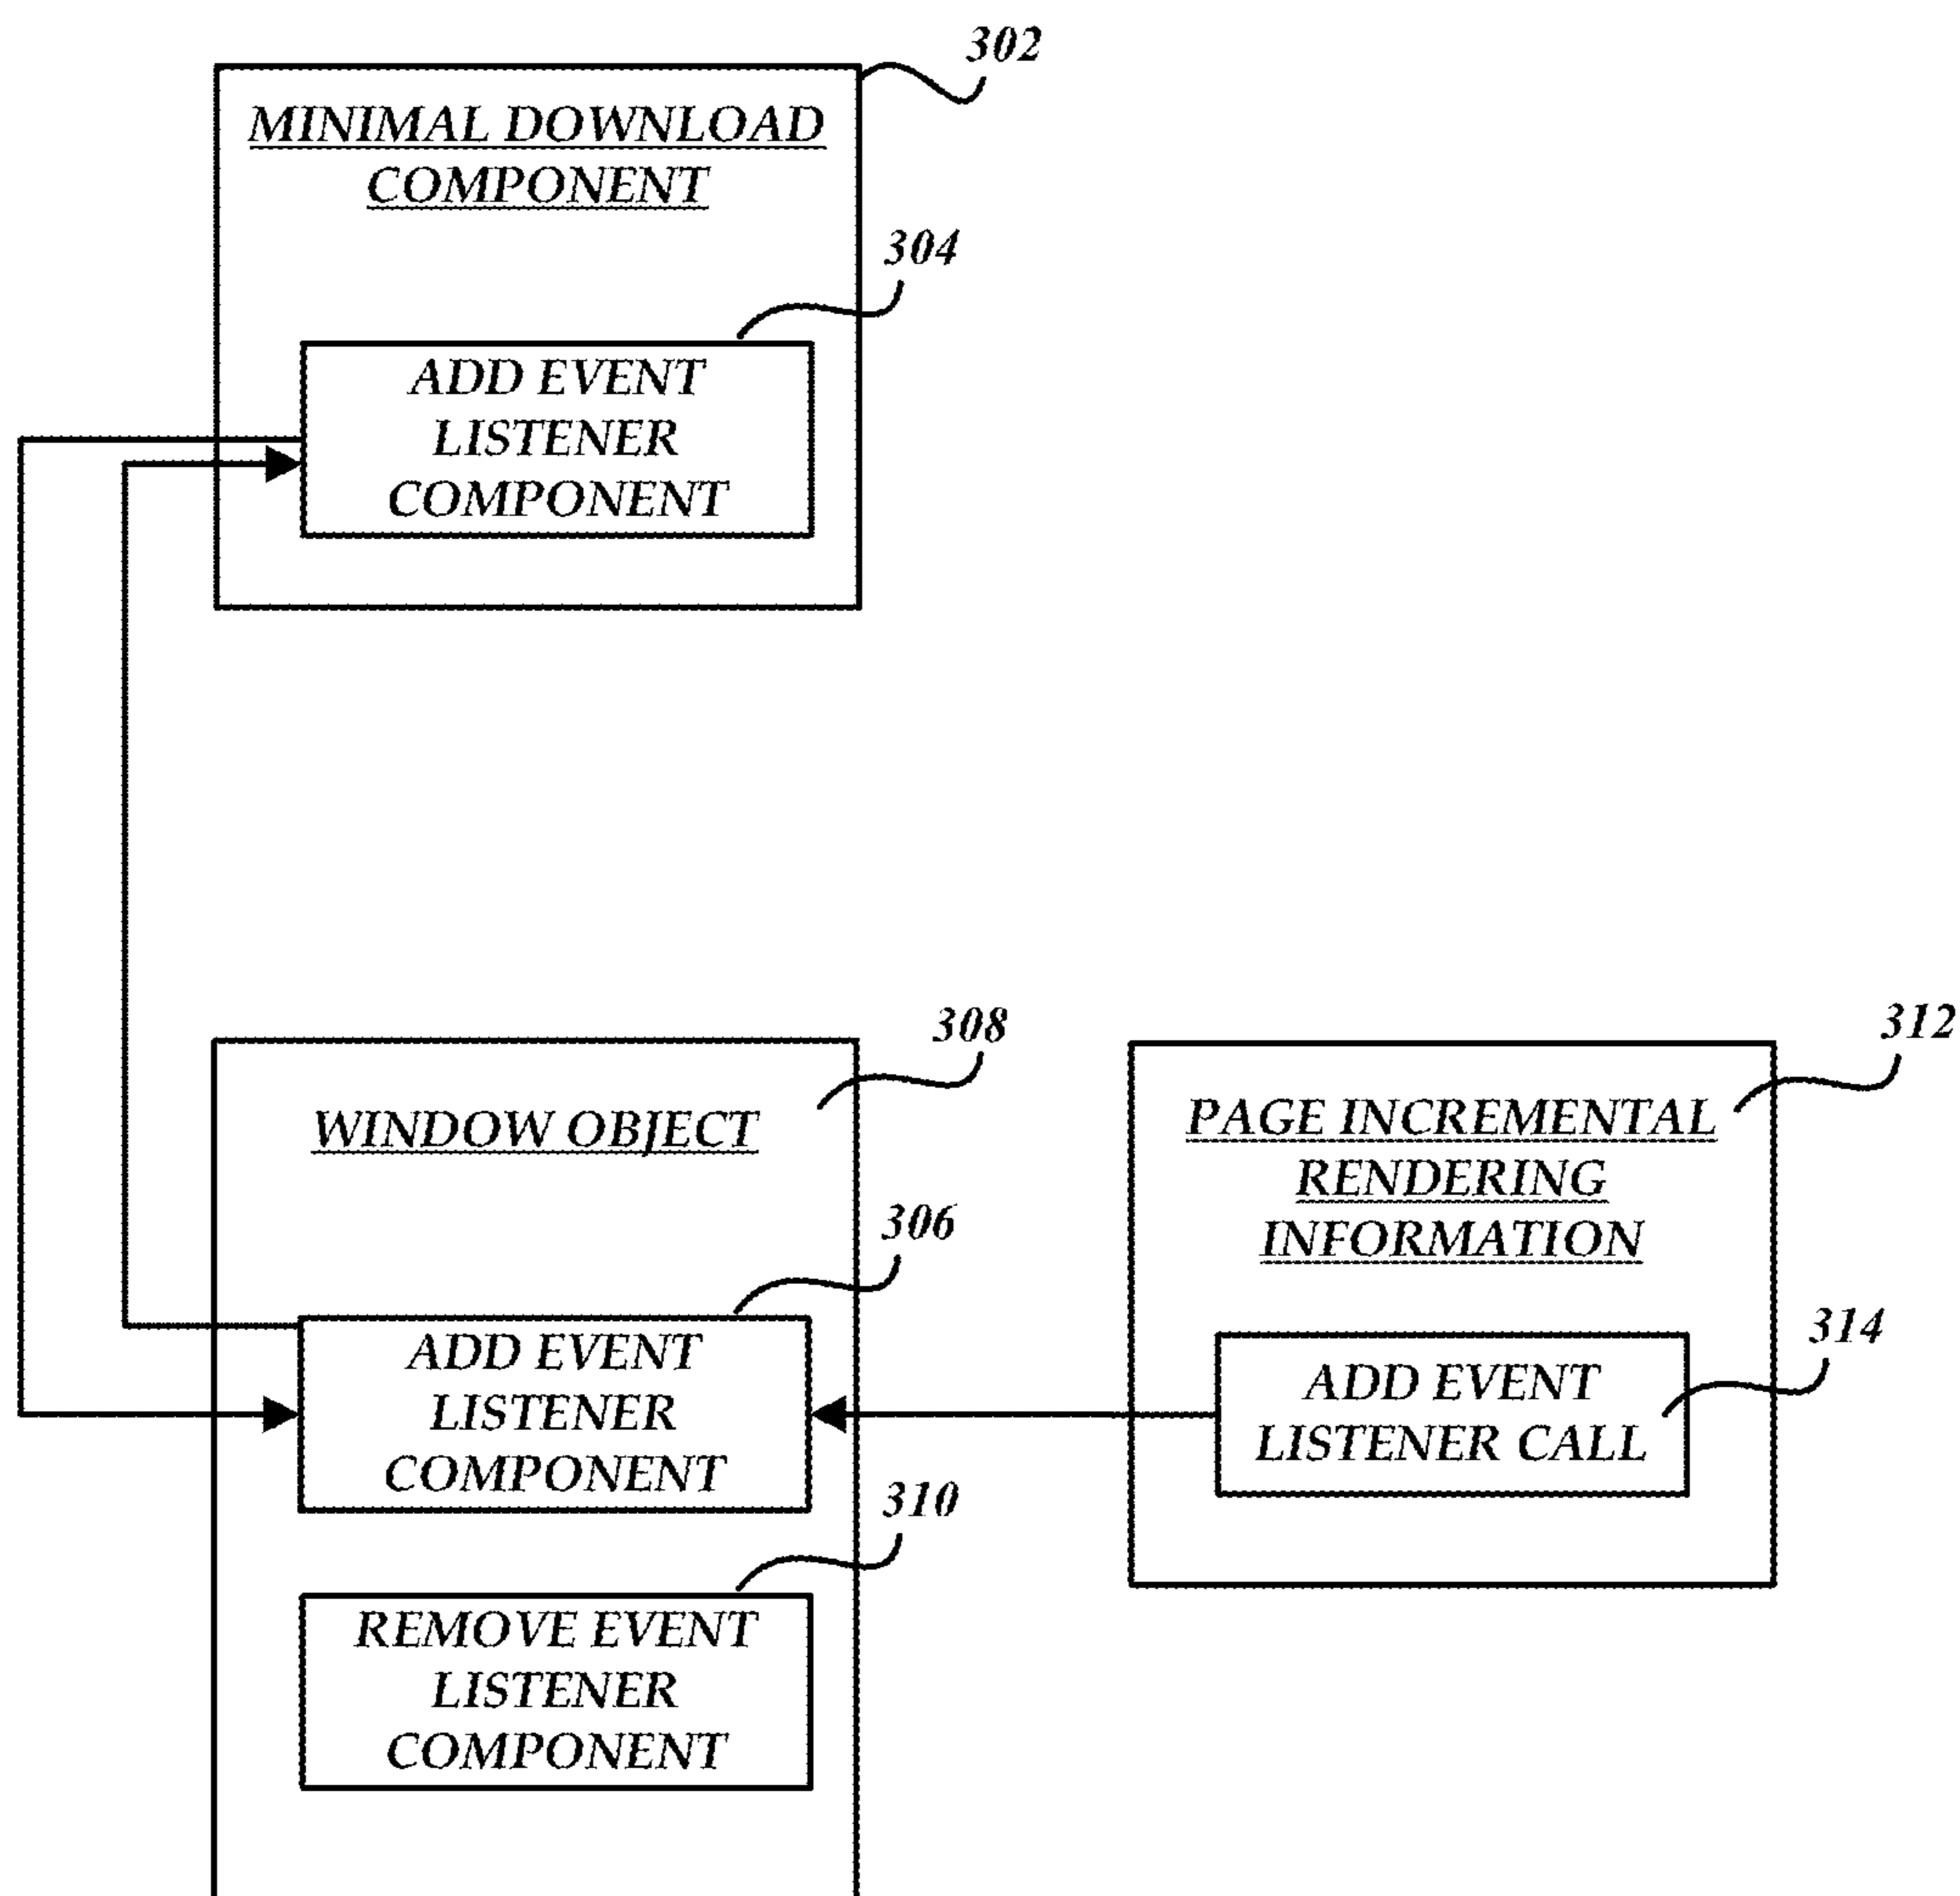 302
MINIMAL DOWNLOAD
COMPONENT
304
ADD EVENT
LISTENER
COMPONENT
308
WINDOW OBJECT
306
ADD EVENT
LISTENER
COMPONENT
310
REMOVE EVENT
LISTENER
COMPONENT
312
PAGE INCREMENTAL
RENDERING
INFORMATION
314
ADD EVENT
LISTENER CALL